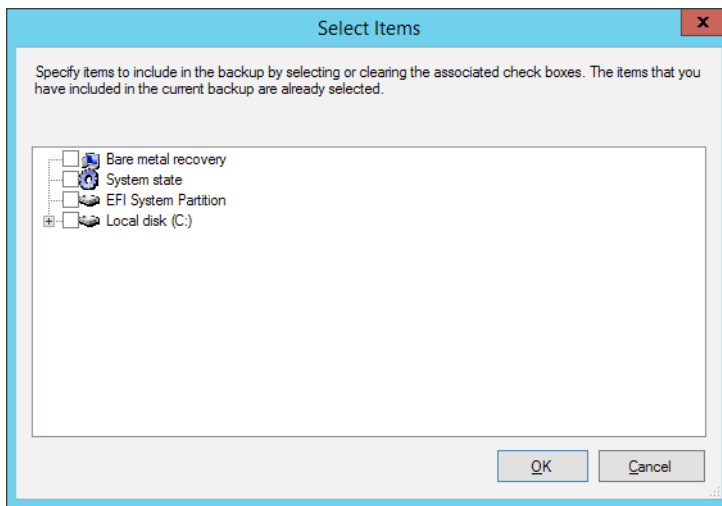 Select Items
x
Specify items to include in the backup by selecting or clearing the associated check boxes. The items that you
have included in the current backup are already selected.
Bare metal recovery
System state
EFI System Partition
Local disk (C:)
OK
Cancel